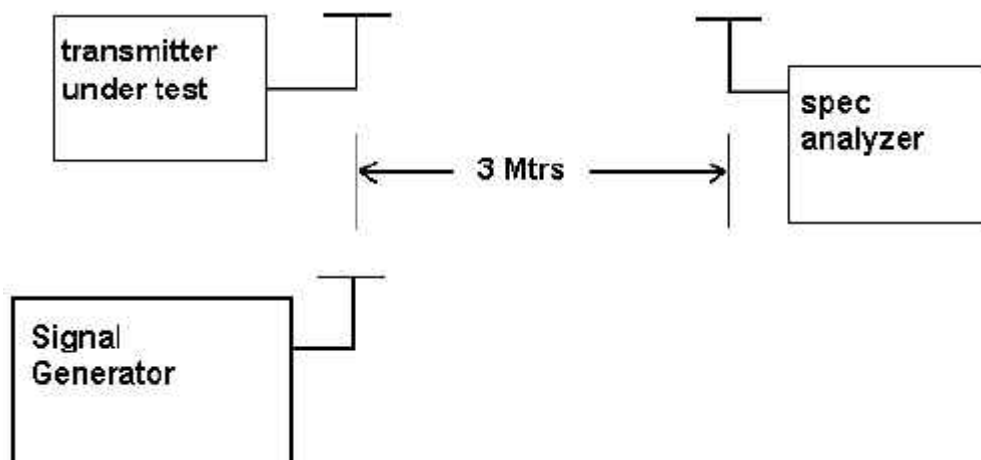 transmitter
under test
spec
analyzer
3 Mtrs
Signal
Generator